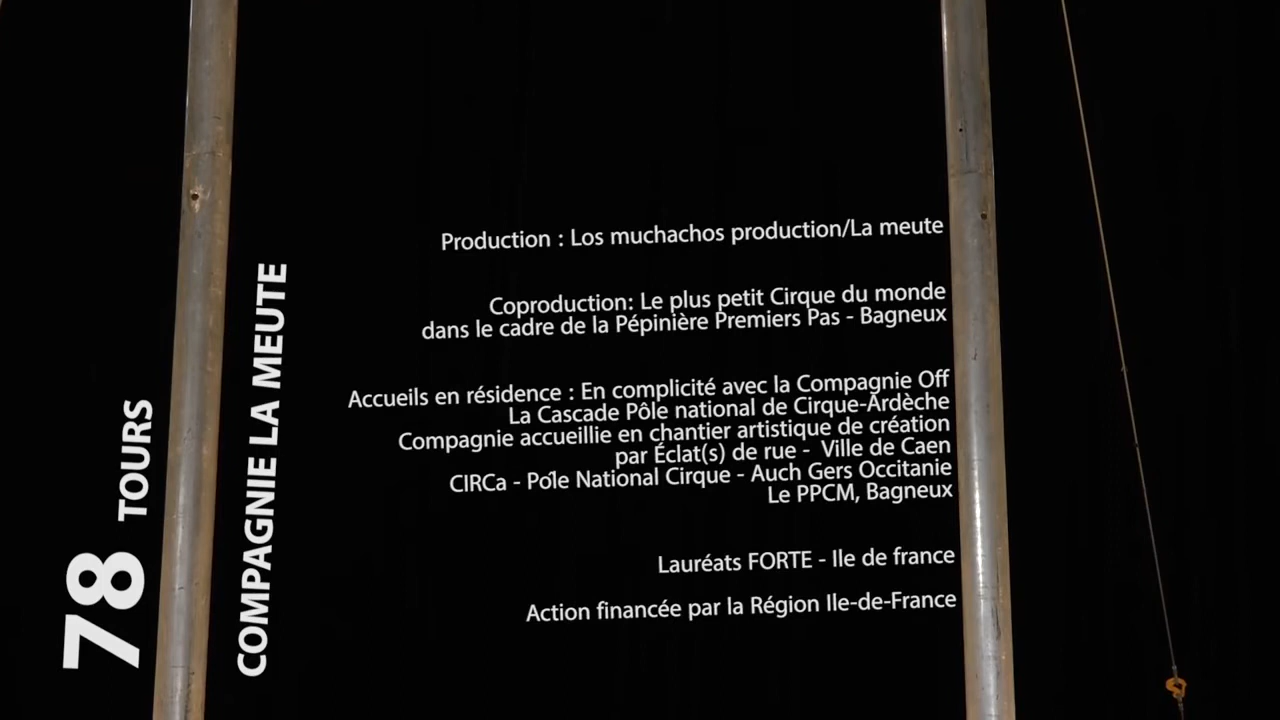 78 TOURS
COMPAGNIE LA MEUTE
Production : Los muchachos production/La meute
Coproduction: Le plus petit Cirque du monde
dans le cadre de la Pépinière Premiers Pas - Bagneux
Accueils en résidence : En complicité avec la Compagnie Off
La Cascade Pôle national de Cirque-Ardèche
Compagnie accueillie en chantier artistique de création
par Éclat(s) de rue - Ville de Caen
CIRCa - Pôle National Cirque - Auch Gers Occitanie
Le PPCM, Bagneux
Lauréats FORTE - Ile de france
Action financée par la Région Ile-de-France